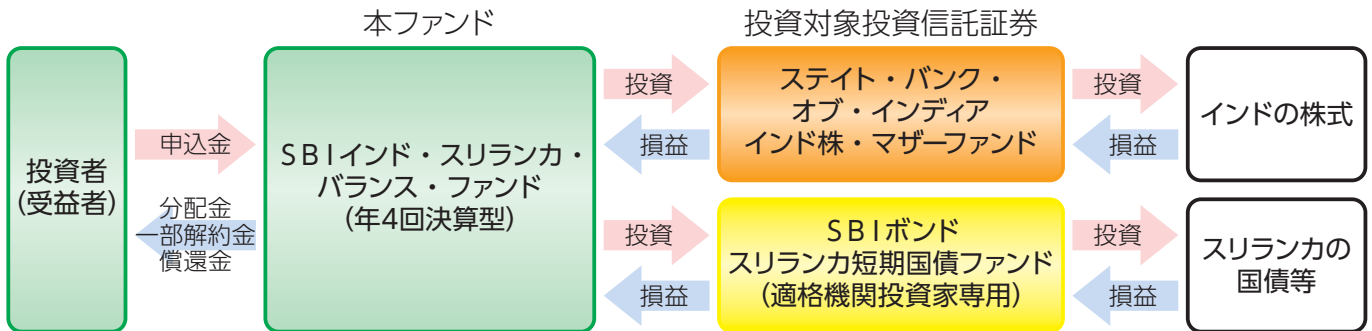 本ファンド
投資対象投資信託証券
投資者
(受益者)
申込金
分配金
一部解約金
償還金
SBIインド・スリランカ・
バランス・ファンド
(年4回決算型)
投資
損益
ステイト・バンク・
オブ・インディア
インド株・マザーファンド
投資
損益
インドの株式
投資
損益
SBIボンド
スリランカ短期国債ファンド
(適格機関投資家専用)
投資
損益
スリランカの
国債等